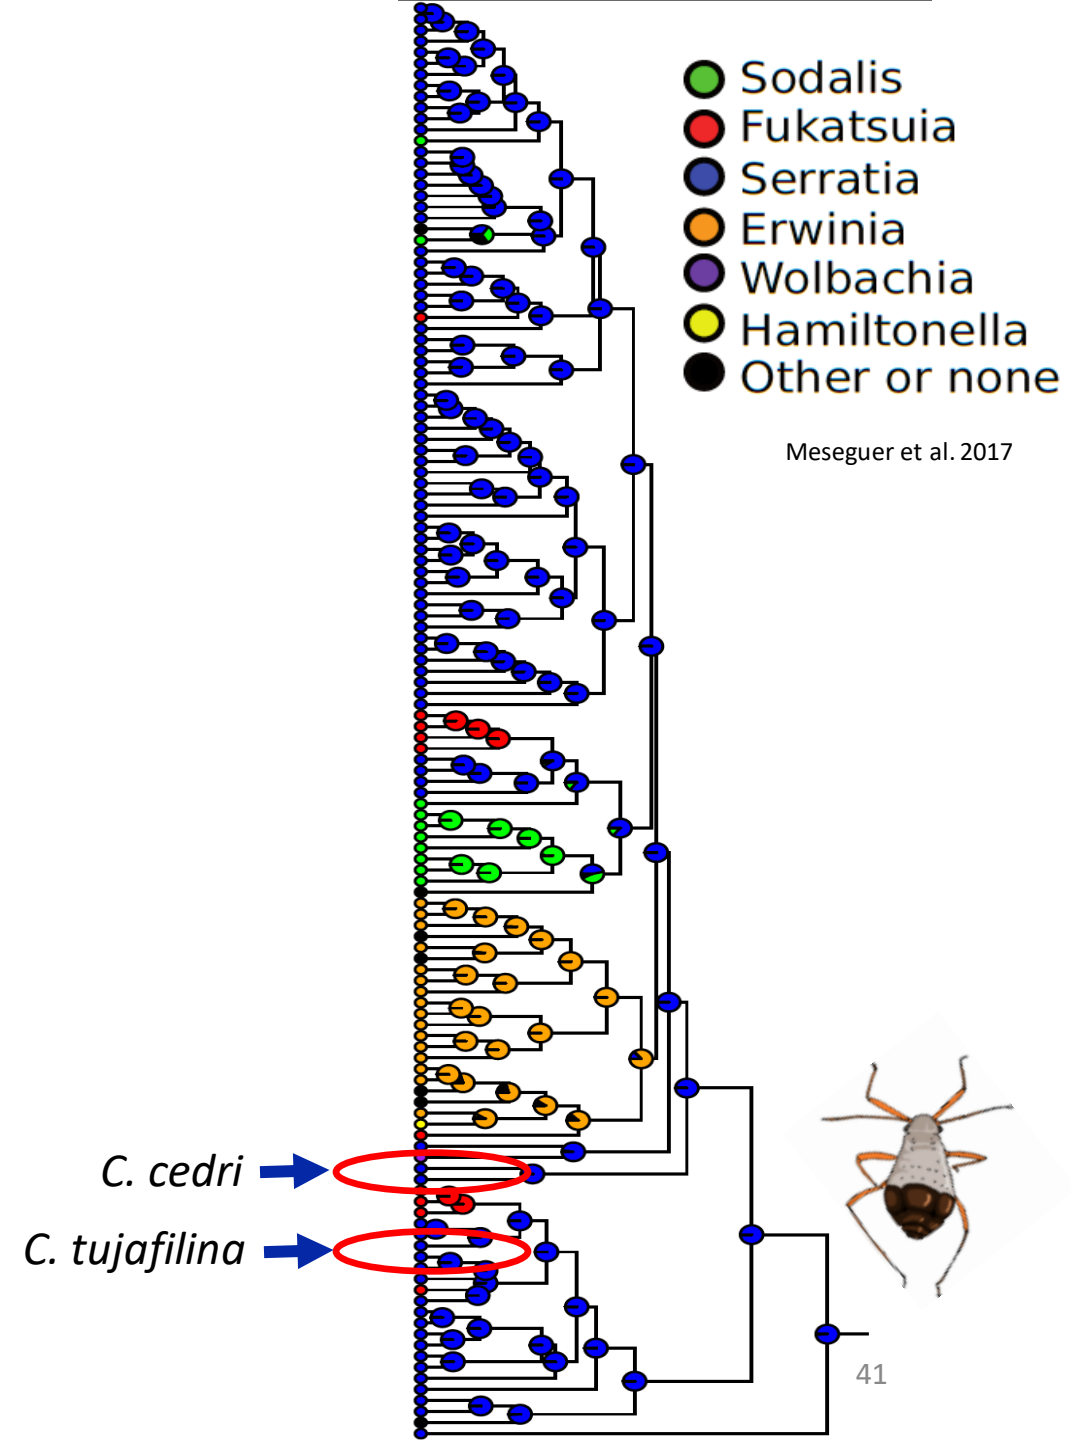 Sodalis
Fukatsuia
Serratia
Erwinia
Wolbachia
Hamiltonella
Other or none
Meseguer et al. 2017
C. cedri
C. tujafilina
41